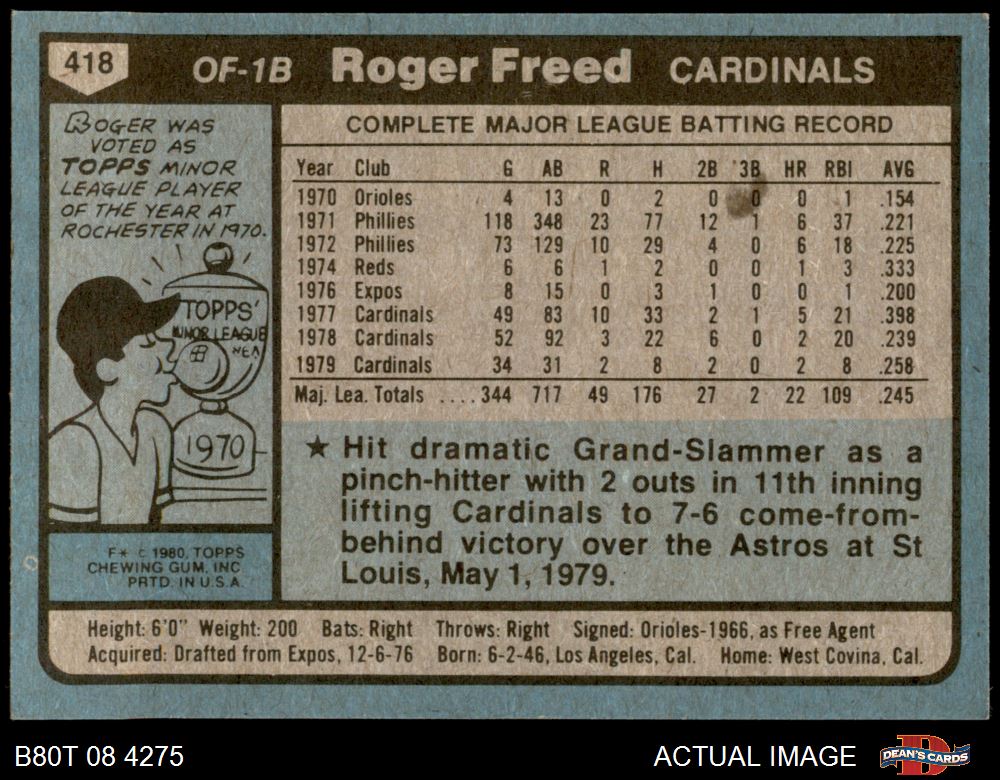 418 OF-1B Roger Freed CARDINALS
ROGER WAS
VOTED AS
TOPPS MINOR
LEAGUE PLAYER
OF THE YEAR AT
ROCHESTER IN 1970.
TOPPS'
MINOR LEAGUE
1970
F* © 1980, TOPPS
CHEWING GUM, INC
PRTD. IN U.S.A.
COMPLETE MAJOR LEAGUE BATTING RECORD
Year Club G AB R H 2B 3B HR RBI AVG
1970 Orioles 4 13 0 2 0 0 0 1 .154
1971 Phillies 118 348 23 77 12 1 6 37 .221
1972 Phillies 73 129 10 29 4 0 6 18 .225
1974 Reds 6 6 1 2 0 0 1 3 .333
1976 Expos 8 15 0 3 1 0 0 1 .200
1977 Cardinals 49 83 10 33 2 1 5 21 .398
1978 Cardinals 52 92 3 22 6 0 2 20 .239
1979 Cardinals 34 31 2 8 2 0 2 8 .258
Maj. Lea. Totals .... 344 717 49 176 27 2 22 109 .245
★ Hit dramatic Grand-Slammer as a
pinch-hitter with 2 outs in 11th inning
lifting Cardinals to 7-6 come-from-
behind victory over the Astros at St
Louis, May 1, 1979.
Height: 6'0" Weight: 200 Bats: Right Throws: Right Signed: Orioles-1966, as Free Agent
Acquired: Drafted from Expos, 12-6-76 Born: 6-2-46, Los Angeles, Cal. Home: West Covina, Cal.
B80T 08 4275 ACTUAL IMAGE DEAN'S CARDS